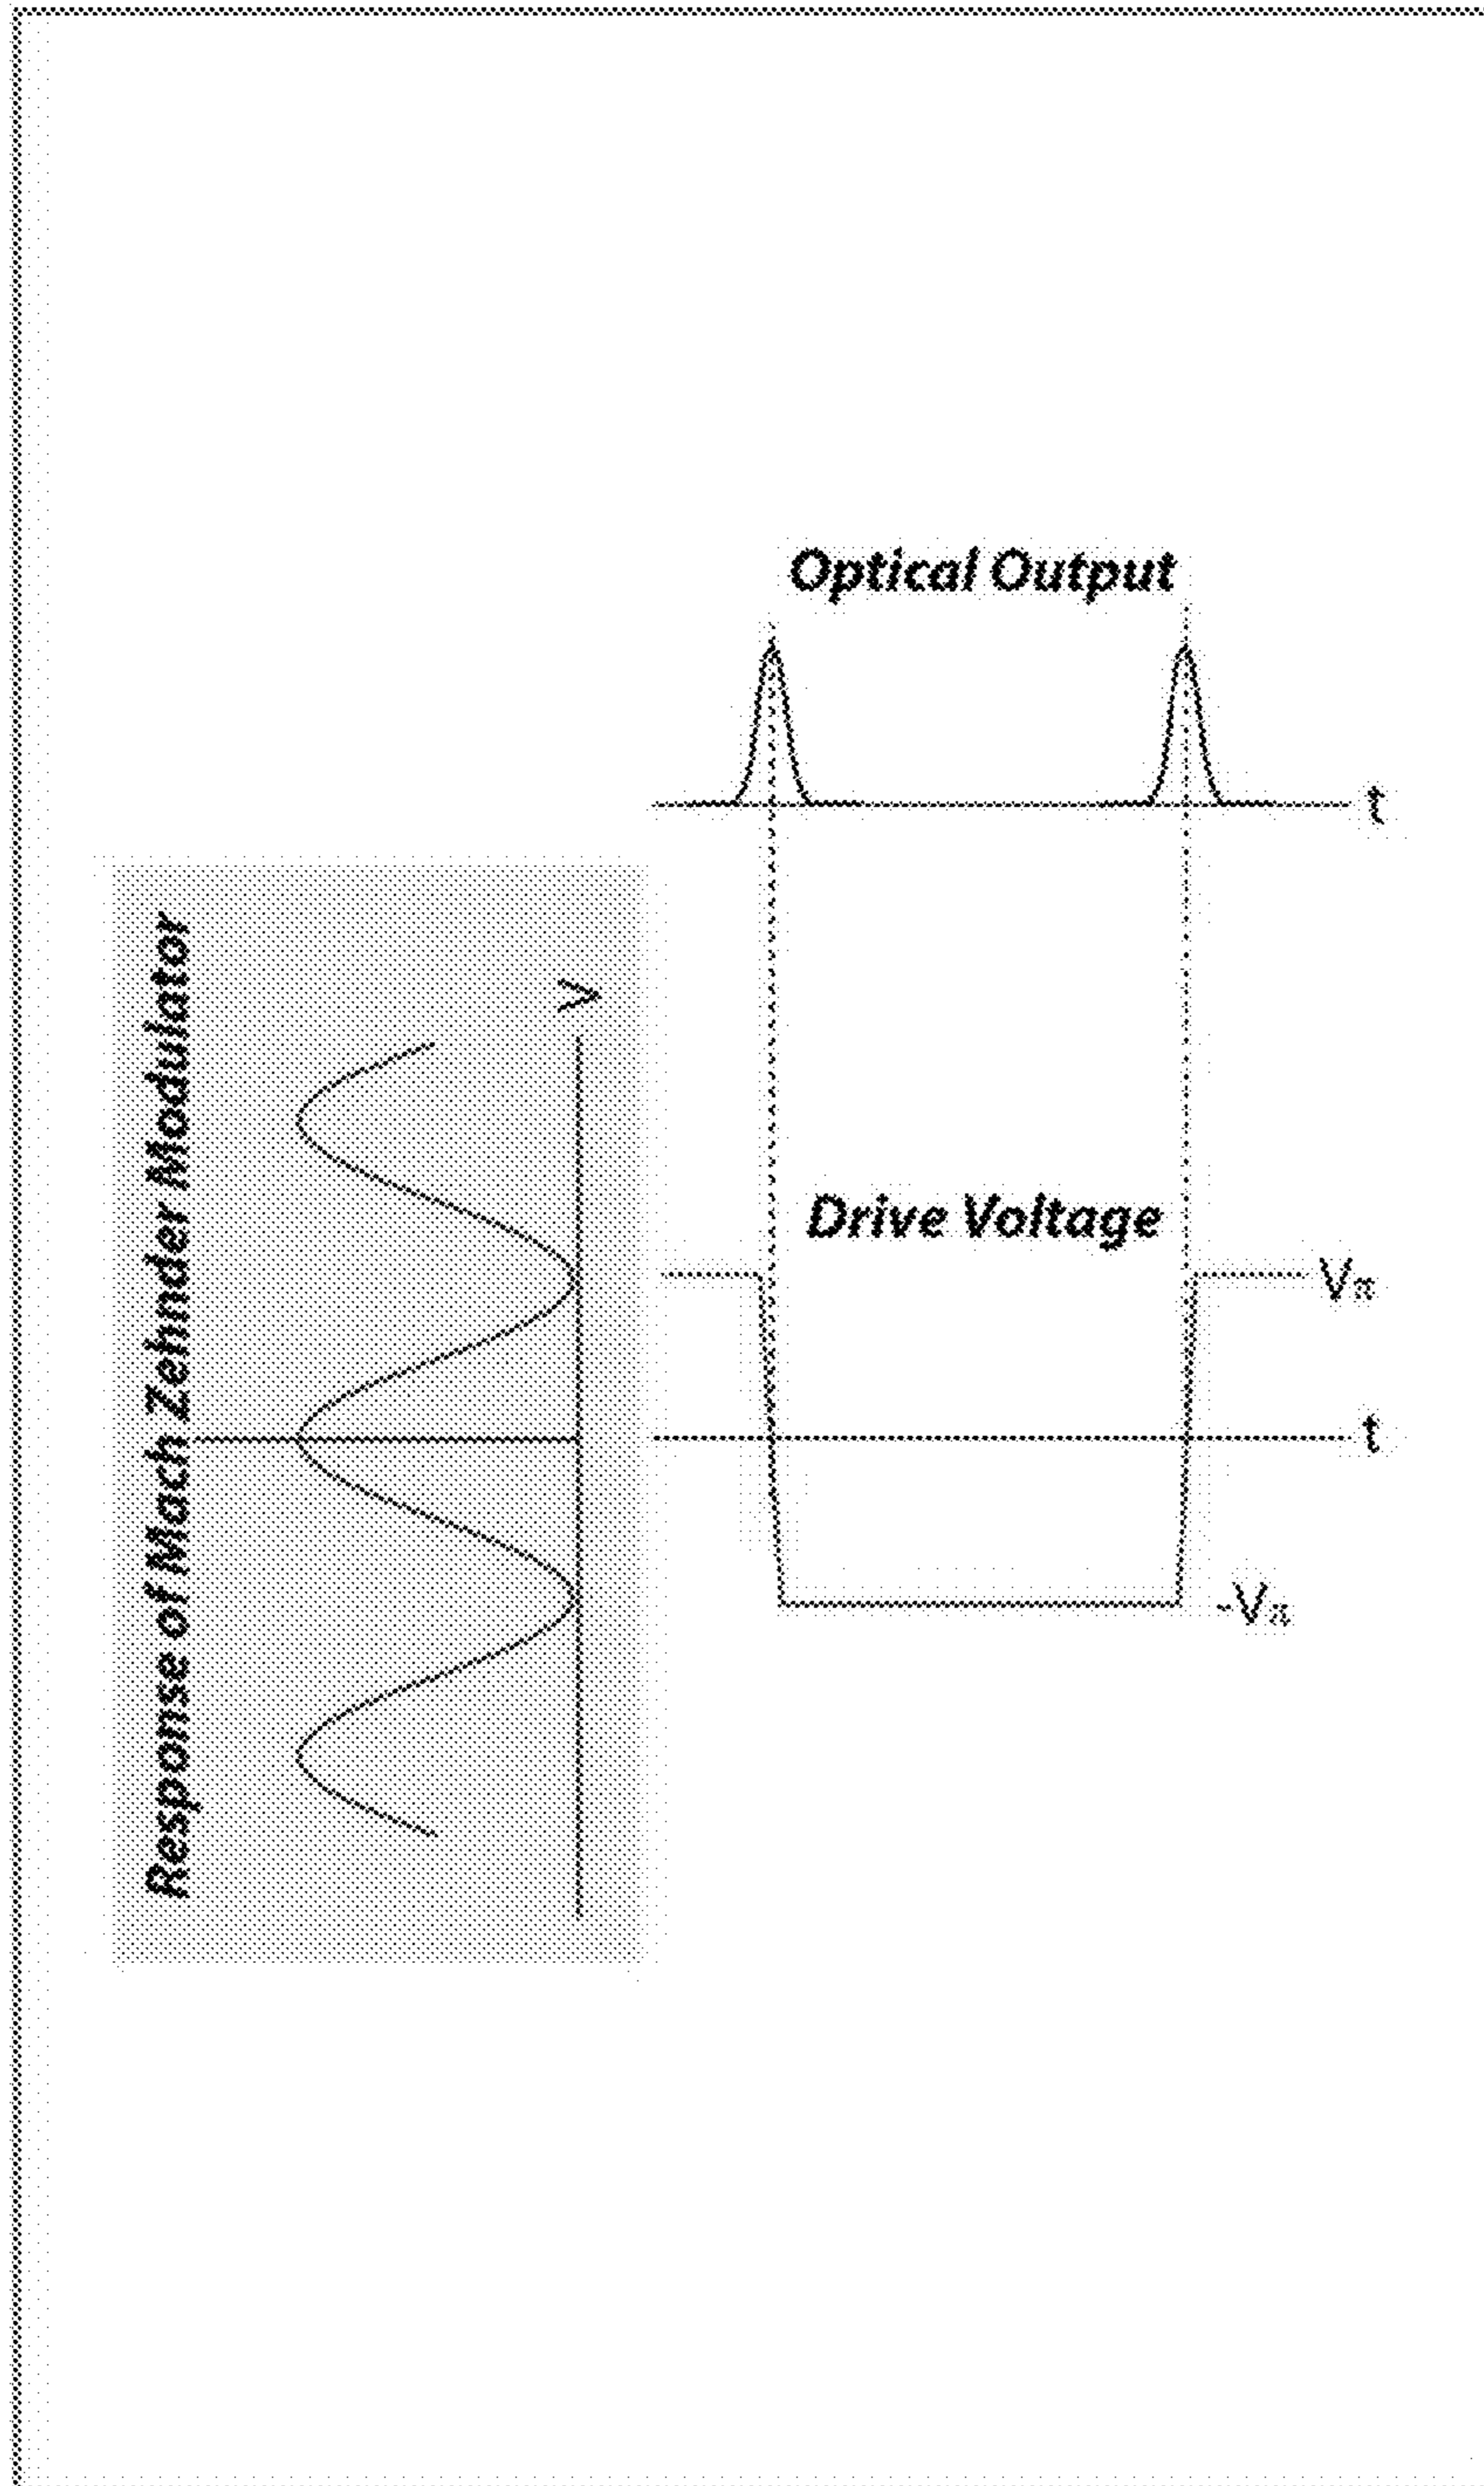 Optical Output
t
Response of Mach Zehnder Modulator
V
Drive Voltage
Vπ
t
-Vπ